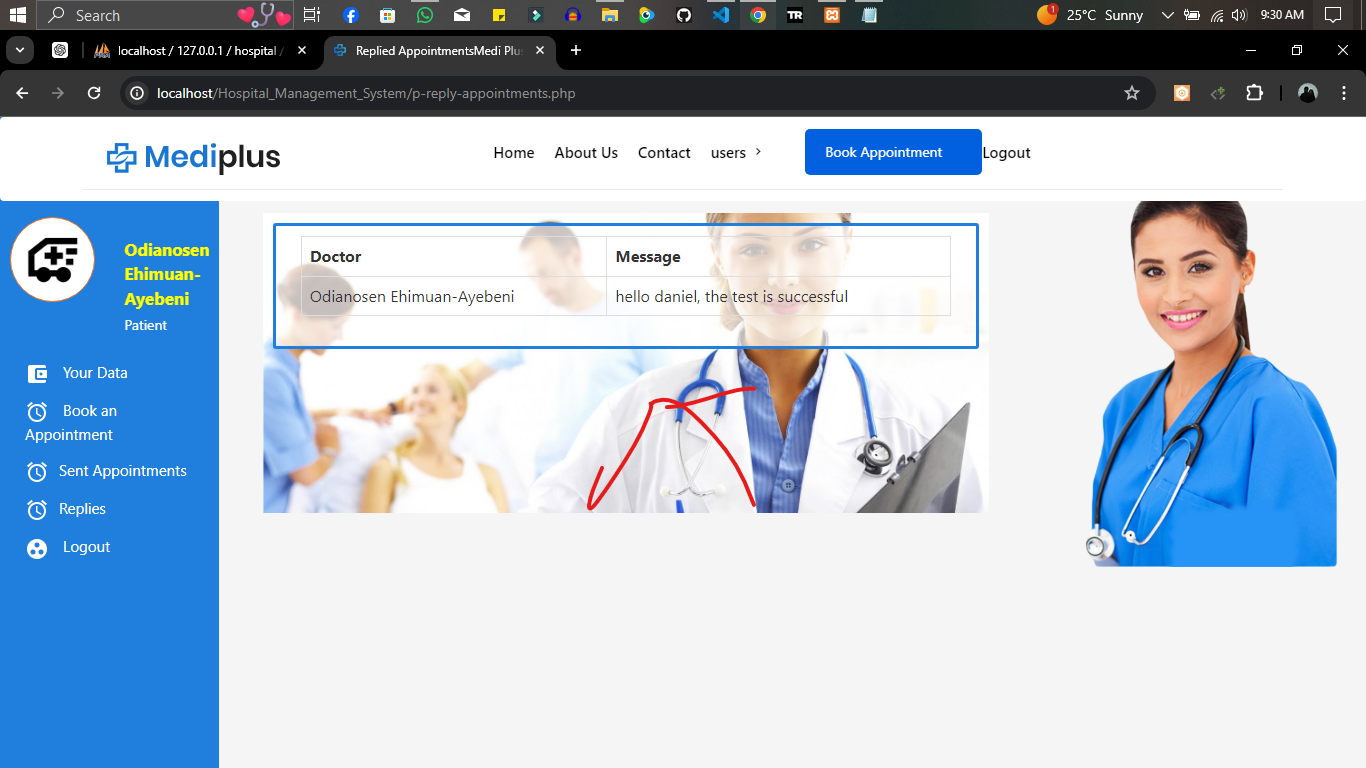 Search
25°C Sunny
9:30 AM
localhost / 127.0.0.1 / hospital /
Replied AppointmentsMedi Plu
localhost/Hospital_Management_System/p-reply-appointments.php
Mediplus
Home
About Us
Contact
users
Book Appointment
Logout
Odianosen
Ehimuan-
Ayebeni
Patient
Your Data
Book an
Appointment
Sent Appointments
Replies
Logout
Doctor Message
Odianosen Ehimuan-Ayebeni hello daniel, the test is successful
TR
1